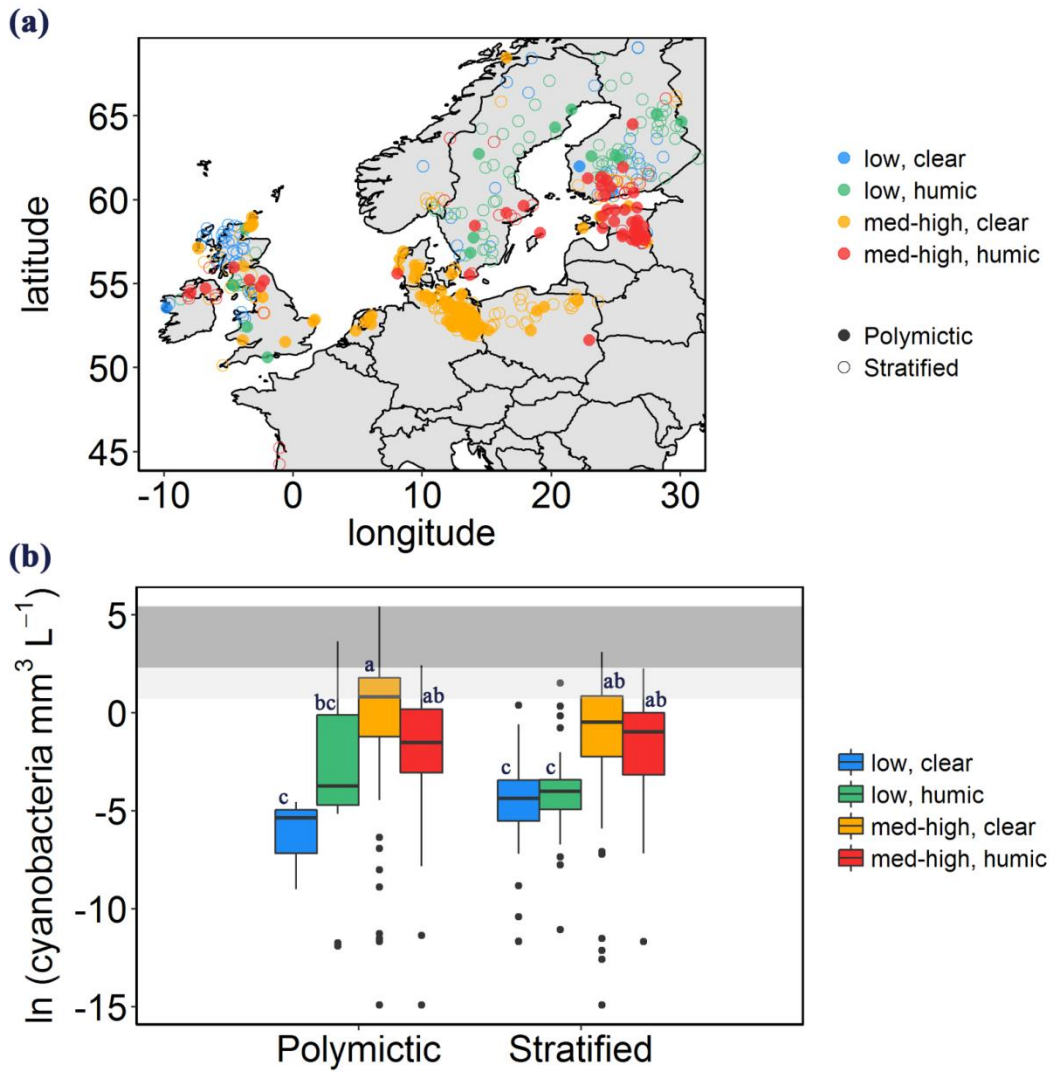 (a)
65
60
55
50
45
latitude
-10
0
10
20
30
longitude
low, clear
low, humic
med-high, clear
med-high, humic
Polymictic
Stratified
(b)
5
0
-5
-10
-15
ln (cyanobacteria mm³ L⁻¹)
c
bc
a
ab
c
c
ab
ab
Polymictic
Stratified
low, clear
low, humic
med-high, clear
med-high, humic